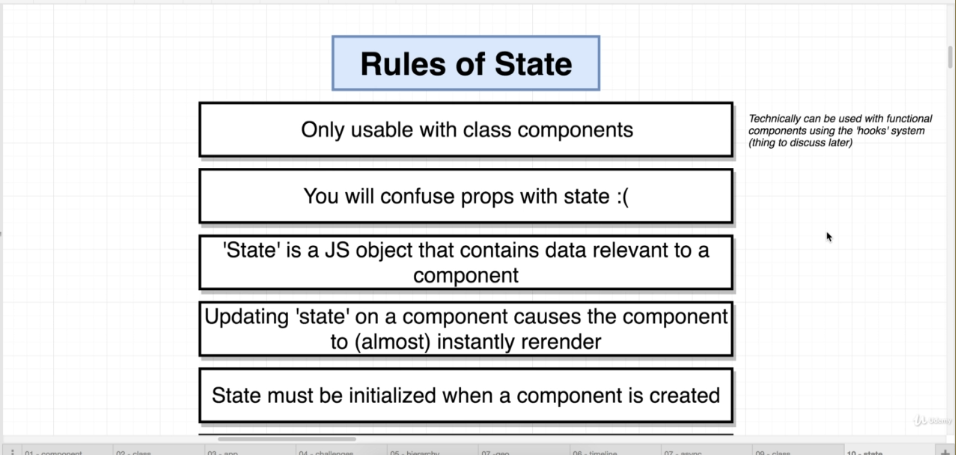 Rules of State
Only usable with class components
Technically can be used with functional
components using the 'hooks' system
(thing to discuss later)
You will confuse props with state :(
'State' is a JS object that contains data relevant to a
component
Updating 'state' on a component causes the component
to (almost) instantly rerender
State must be initialized when a component is created
Udemy
01 - component
02 - class
03 - app
04 - challenges
05 - hierarchy
07 -geo
06 - timeline
07 - async
09 - class
10 - state